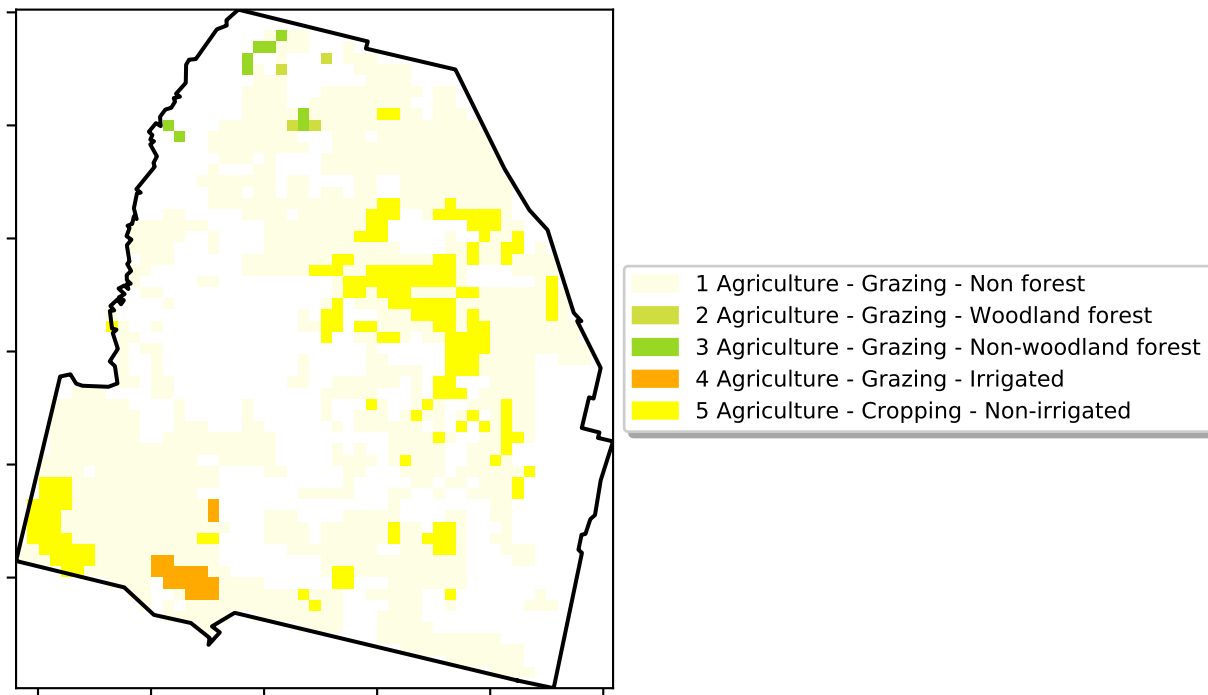 1 Agriculture - Grazing - Non forest
2 Agriculture - Grazing - Woodland forest
3 Agriculture - Grazing - Non-woodland forest
4 Agriculture - Grazing - Irrigated
5 Agriculture - Cropping - Non-irrigated